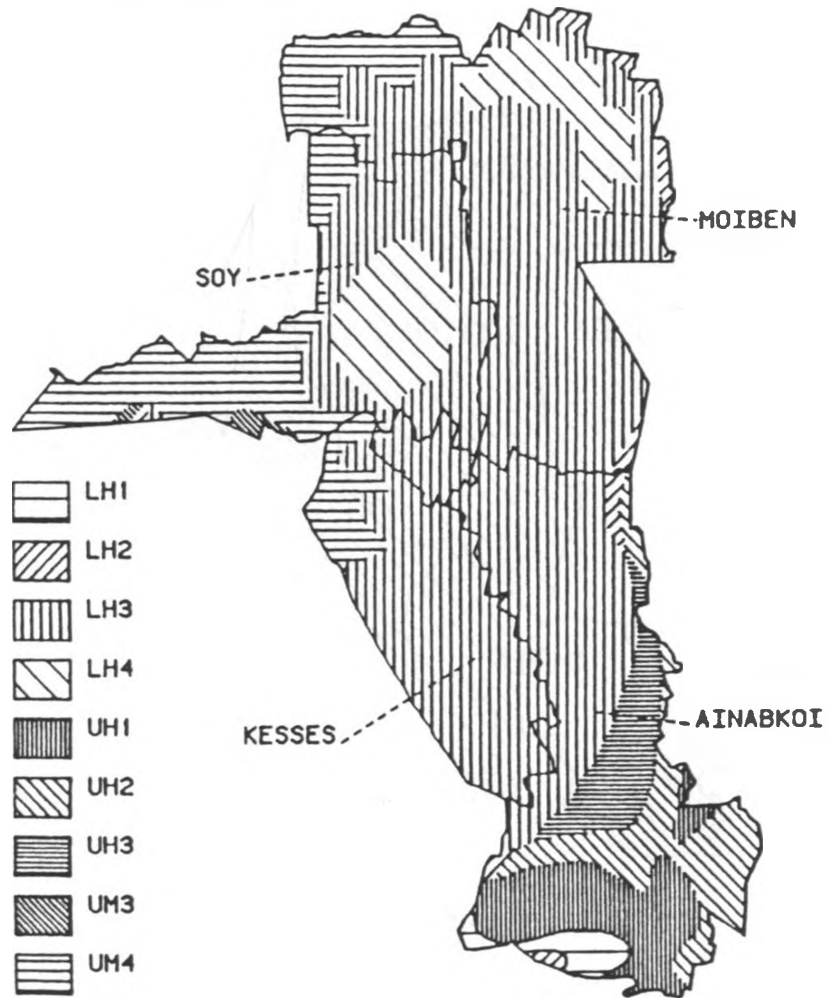 MOIBEN
SOY
LH1
LH2
LH3
LH4
UH1
UH2
UH3
UM3
UM4
KESSES
AINABKOI